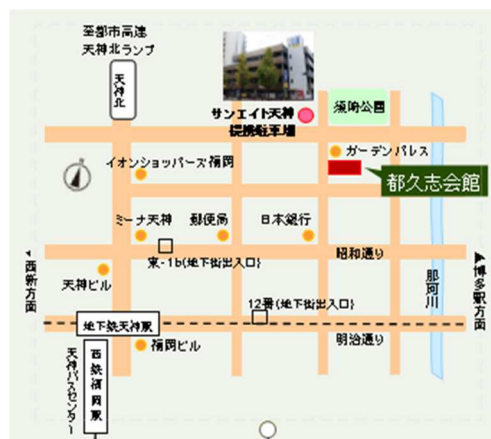 至都市高速
天神北ランプ
天神北
サンエイト天神
提携駐車場
須崎公園
ガーデンパレス
都久志会館
イオンショッパーズ福岡
ミーナ天神
郵便局
日本銀行
東-1b(地下街出入口)
昭和通り
西新方面
天神ビル
那珂川
博多駅方面
12番(地下街出入口)
地下鉄天神駅
明治通り
福岡ビル
西鉄福岡駅
天神バスセンター